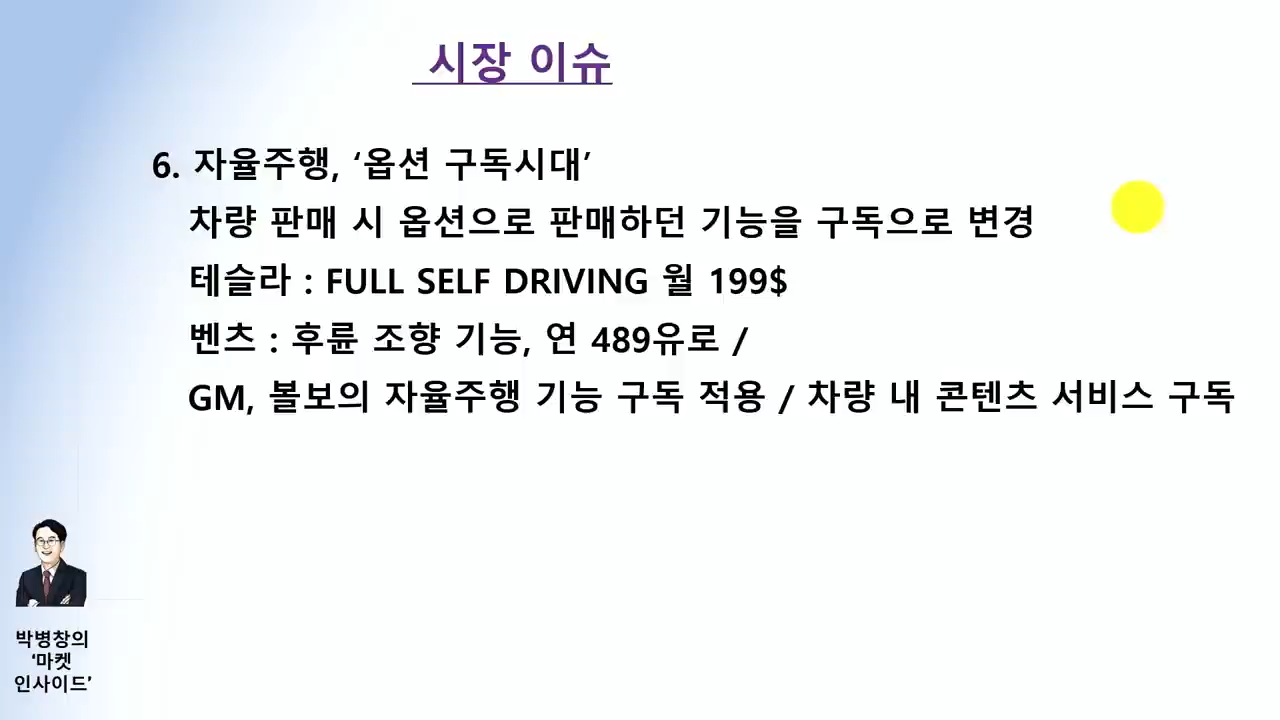 시장 이슈
6. 자율주행, ‘옵션 구독시대’
차량 판매 시 옵션으로 판매하던 기능을 구독으로 변경
테슬라 : FULL SELF DRIVING 월 199$
벤츠 : 후륜 조향 기능, 연 489유로 /
GM, 볼보의 자율주행 기능 구독 적용 / 차량 내 콘텐츠 서비스 구독
박병창의
‘마켓
인사이드’